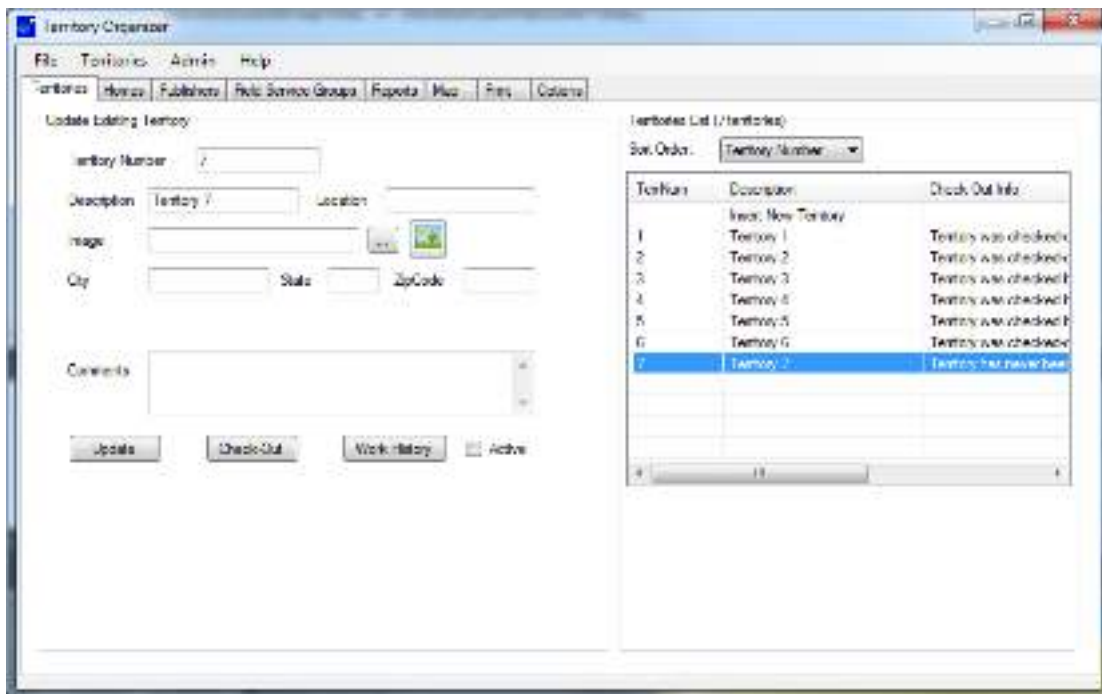 Territory Organizer
File Territories Admin Help
Territories Homes Publishers Field Service Groups Reports Map Print Options
Update Existing Territory
Territory Number 7
Description Territory 7 Location
Image ...
City State ZipCode
Comments
Update Check-Out Work History Active
Territories List (7 territories)
Sort Order: Territory Number
TerrNum Description Check Out Info
Insert New Territory
1 Territory 1 Territory was checked-
2 Territory 2 Territory was checked-
3 Territory 3 Territory was checked
4 Territory 4 Territory was checked
5 Territory 5 Territory was checked
6 Territory 6 Territory was checked-
7 Territory 7 Territory has never bee